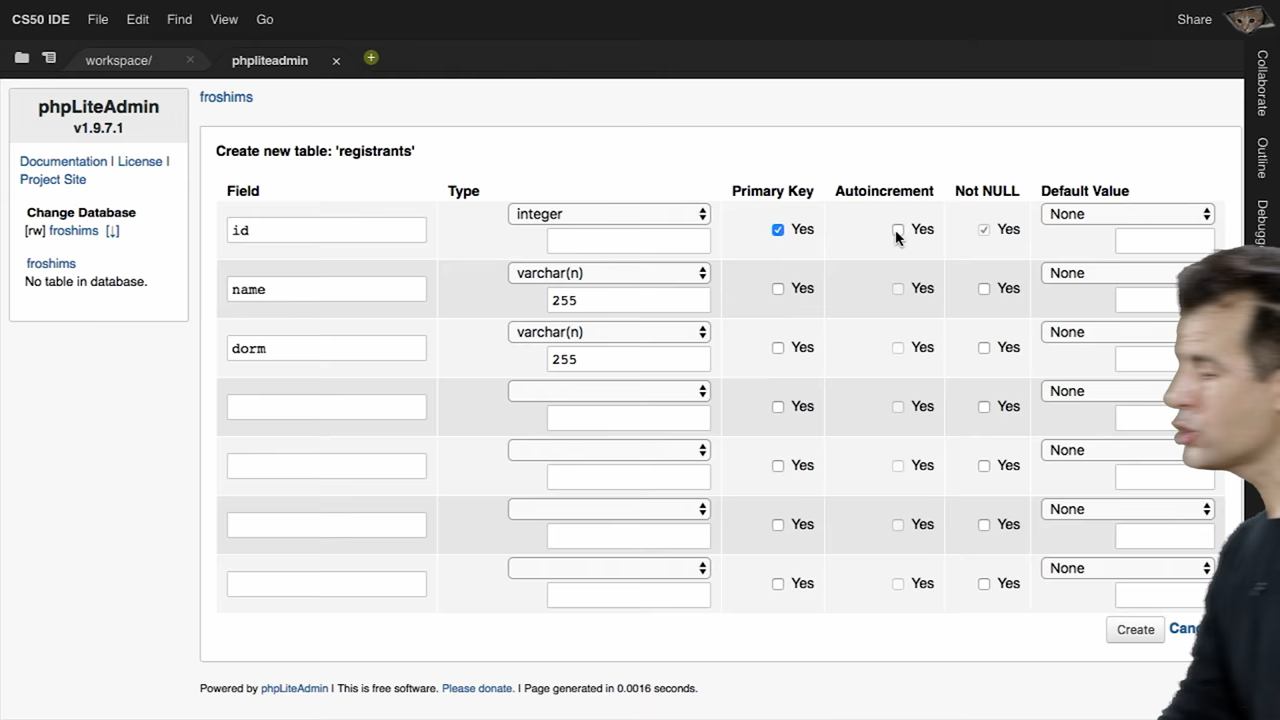 CS50 IDE File Edit Find View Go Share
workspace/ × phpliteadmin ×
phpLiteAdmin
v1.9.7.1
Documentation | License |
Project Site
Change Database
[rw] froshims [↓]
froshims
No table in database.
froshims
Create new table: 'registrants'
Field Type Primary Key Autoincrement Not NULL Default Value
id integer Yes Yes Yes None
name varchar(n) Yes Yes Yes None
255
dorm varchar(n) Yes Yes Yes None
255
Yes Yes Yes None
Yes Yes Yes None
Yes Yes Yes None
Yes Yes Yes None
Create
Powered by phpLiteAdmin | This is free software. Please donate. | Page generated in 0.0016 seconds.
Collaborate
Outline